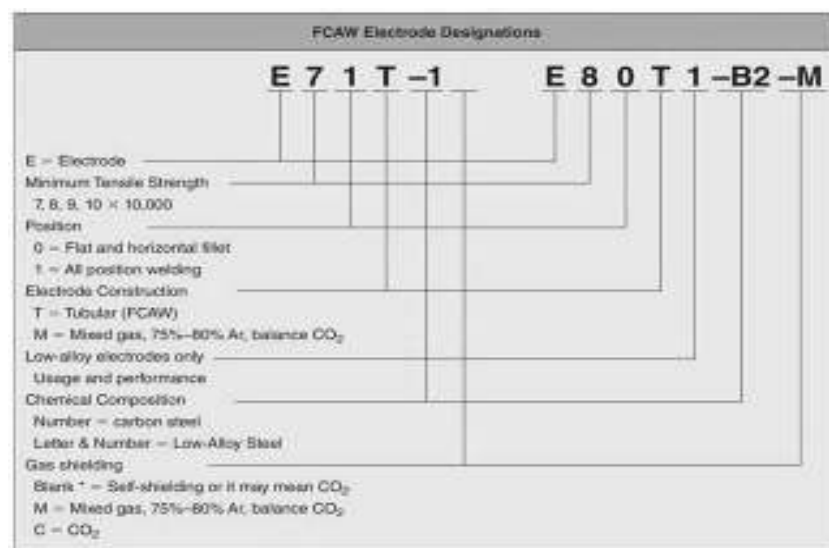 FCAW Electrode Designations
E 7 1 T –1    E 8 0 T 1 –B2 –M
E = Electrode
Minimum Tensile Strength
7, 8, 9, 10 × 10,000
Position
0 = Flat and horizontal fillet
1 = All position welding
Electrode Construction
T = Tubular (FCAW)
M = Mixed gas, 75%–80% Ar, balance CO₂
Low-alloy electrodes only
Usage and performance
Chemical Composition
Number = carbon steel
Letter & Number = Low-Alloy Steel
Gas shielding
Blank * = Self-shielding or it may mean CO₂
M = Mixed gas, 75%–80% Ar, balance CO₂
C = CO₂